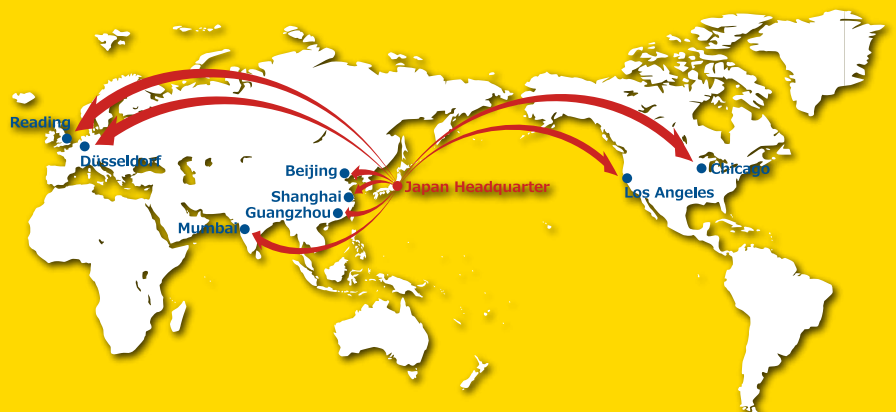 Reading
Düsseldorf
Beijing
Shanghai
Guangzhou
Mumbai
Japan Headquarter
Chicago
Los Angeles